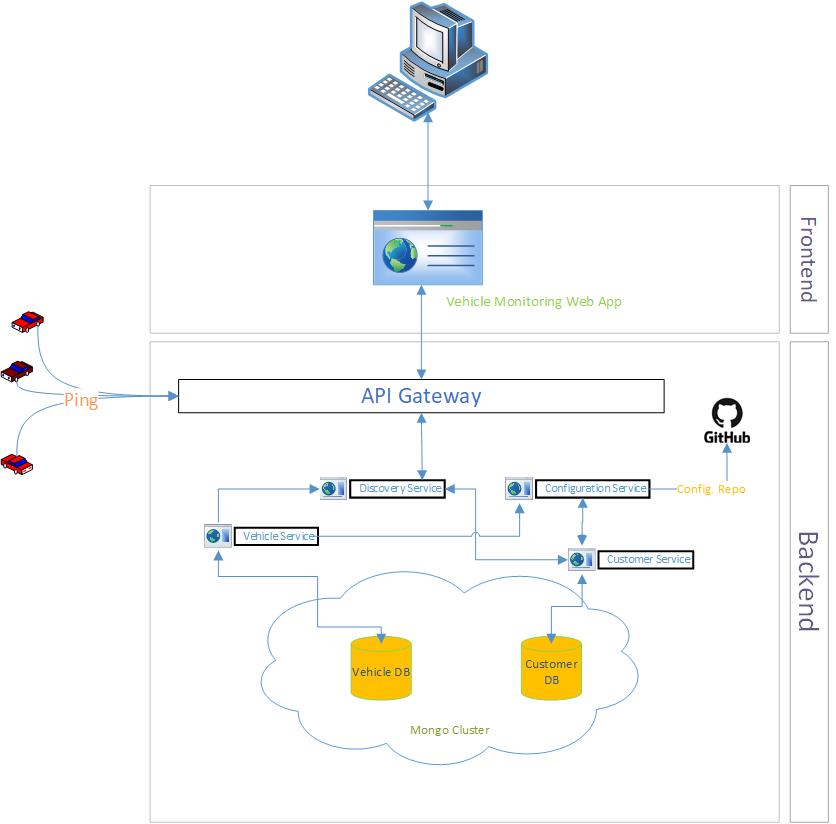 Frontend
Vehicle Monitoring Web App
Ping
API Gateway
GitHub
Discovery Service
Configuration Service
Config. Repo
Vehicle Service
Customer Service
Backend
Vehicle DB
Customer
DB
Mongo Cluster